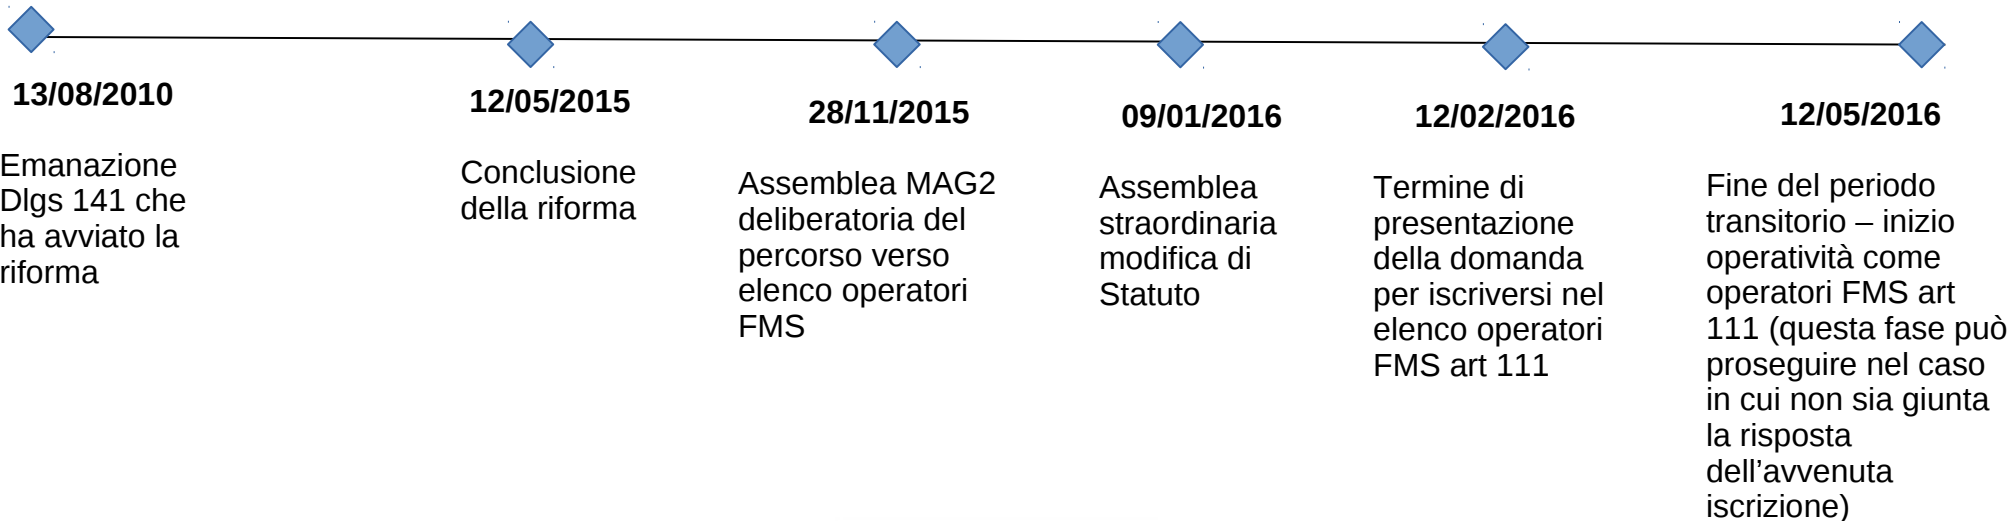 13/08/2010
Emanazione
Dlgs 141 che
ha avviato la
riforma
12/05/2015
Conclusione
della riforma
28/11/2015
Assemblea MAG2
deliberatoria del
percorso verso
elenco operatori
FMS
09/01/2016
Assemblea
straordinaria
modifica di
Statuto
12/02/2016
Termine di
presentazione
della domanda
per iscriversi nel
elenco operatori
FMS art 111
12/05/2016
Fine del periodo
transitorio – inizio
operatività come
operatori FMS art
111 (questa fase può
proseguire nel caso
in cui non sia giunta
la risposta
dell’avvenuta
iscrizione)